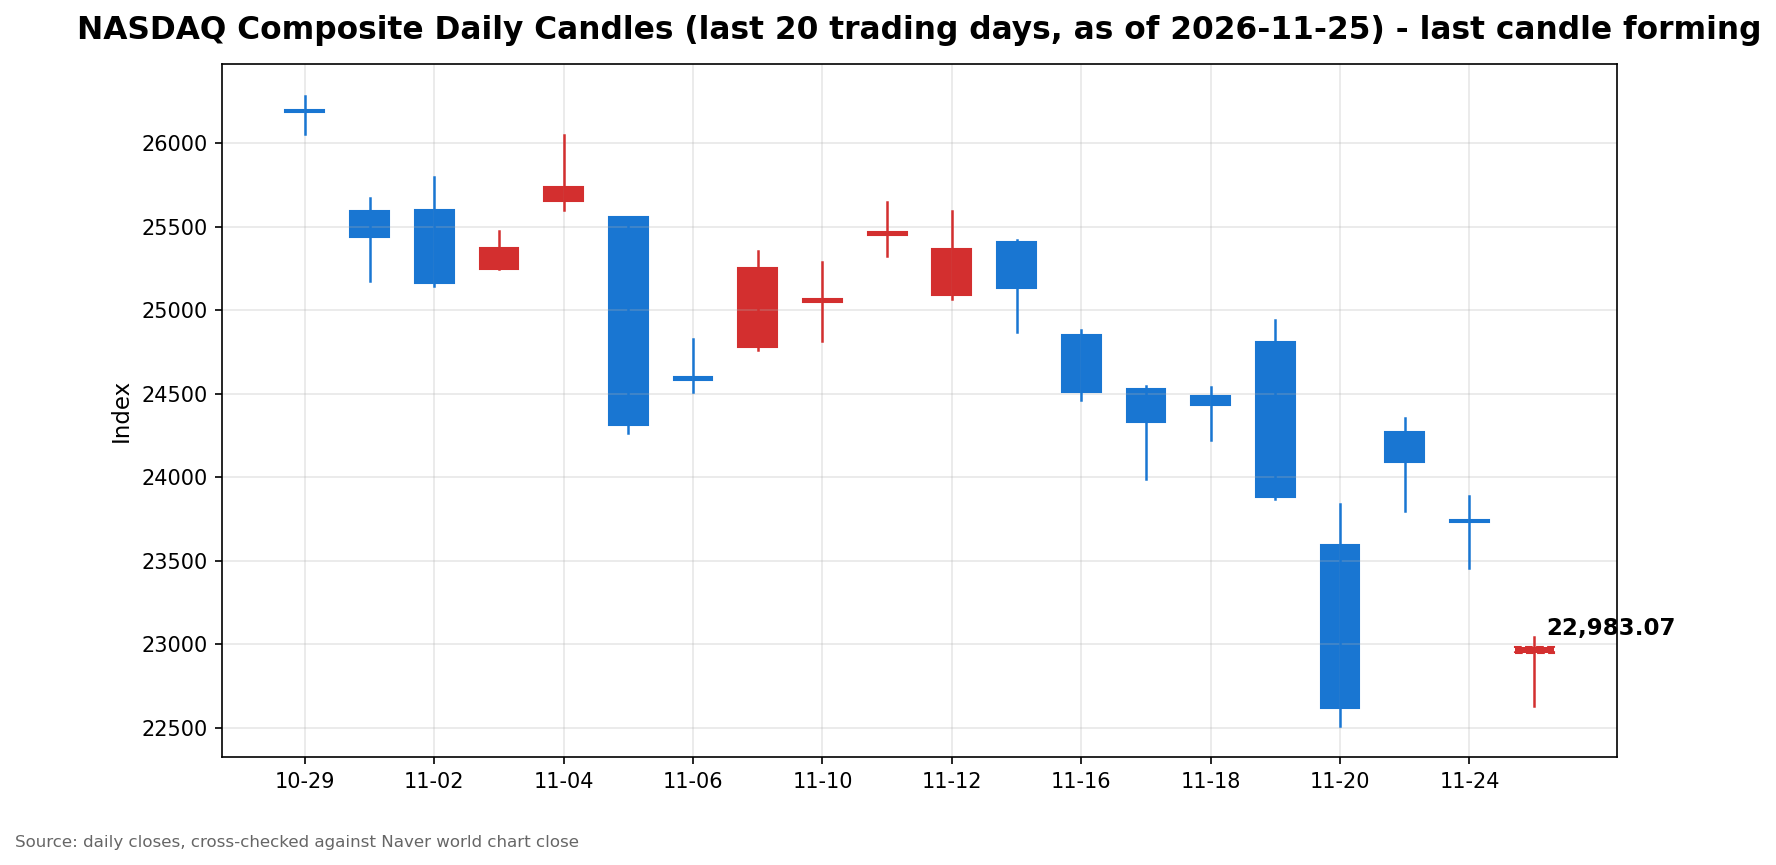 NASDAQ Composite Daily Candles (last 20 trading days, as of 2026-11-25) - last candle forming
26000
25500
25000
24500
24000
23500
23000
22500
Index
22,983.07
10-29 11-02 11-04 11-06 11-10 11-12 11-16 11-18 11-20 11-24
Source: daily closes, cross-checked against Naver world chart close